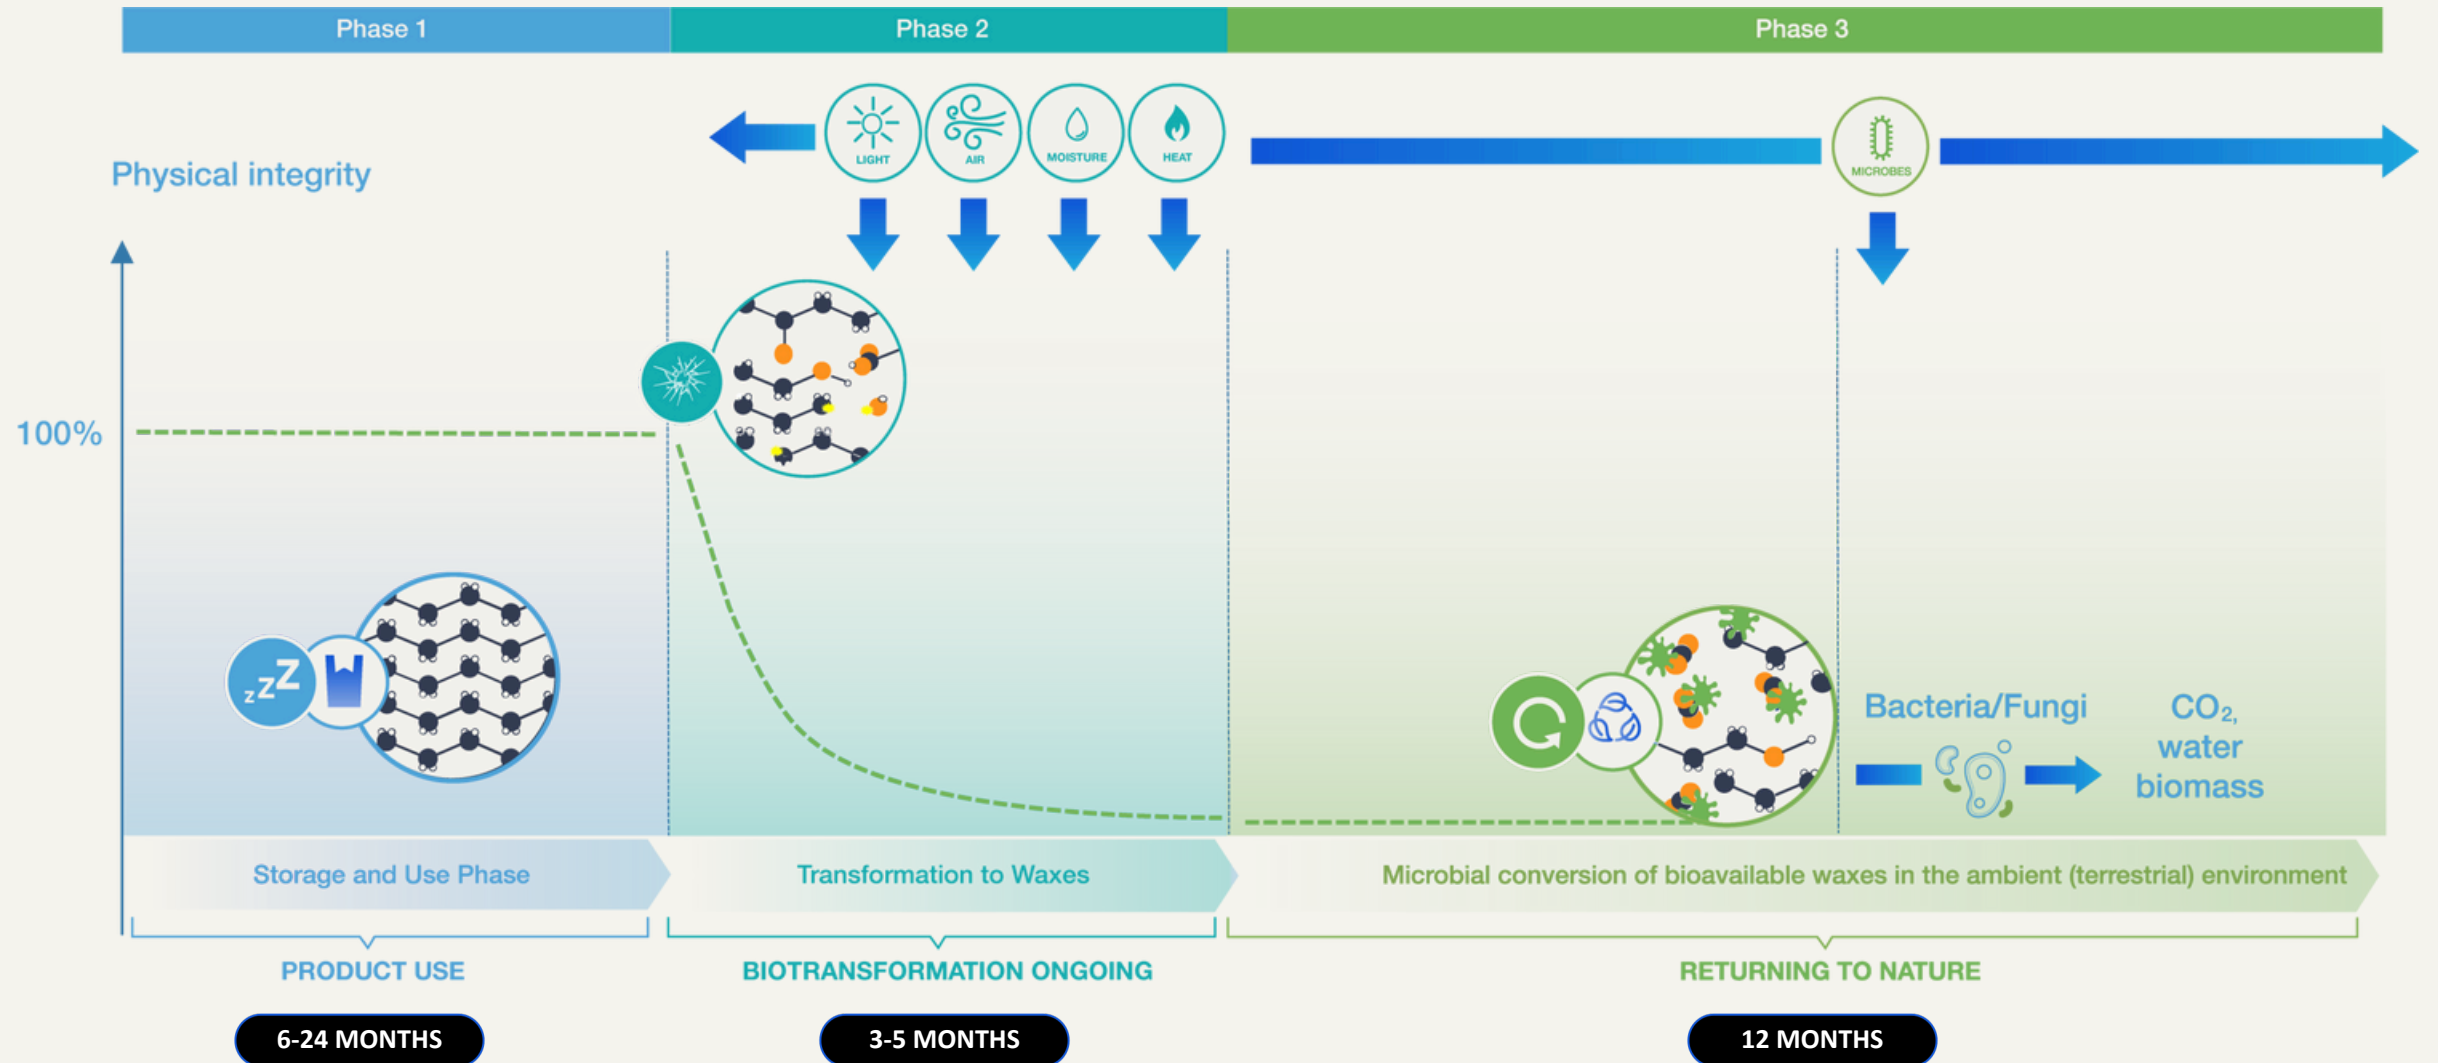 Phase 1
Phase 2
Phase 3
LIGHT
AIR
MOISTURE
HEAT
MICROBES
Physical integrity
100%
zzZ
Bacteria/Fungi
CO₂,
water
biomass
Storage and Use Phase
Transformation to Waxes
Microbial conversion of bioavailable waxes in the ambient (terrestrial) environment
PRODUCT USE
BIOTRANSFORMATION ONGOING
RETURNING TO NATURE
6-24 MONTHS
3-5 MONTHS
12 MONTHS